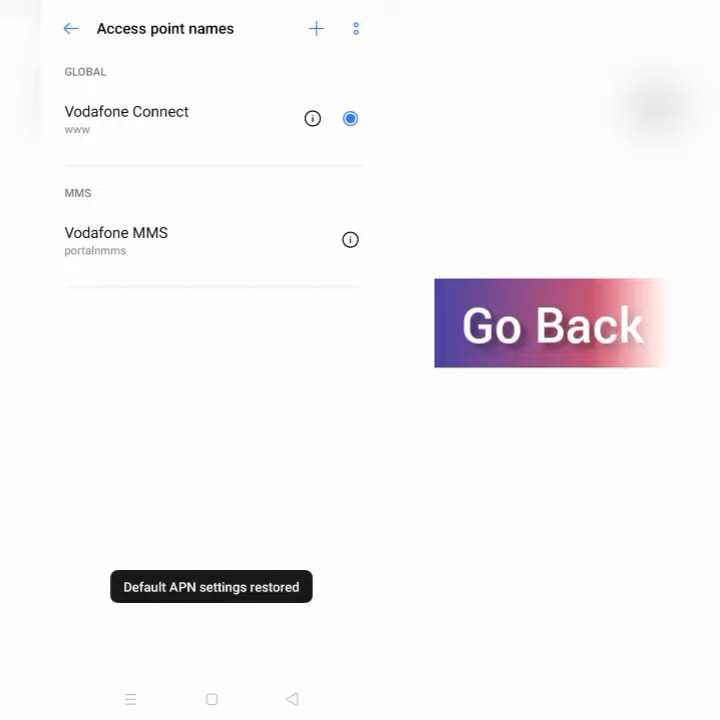 Access point names
GLOBAL
Vodafone Connect
www
MMS
Vodafone MMS
portalnmms
Go Back
Default APN settings restored